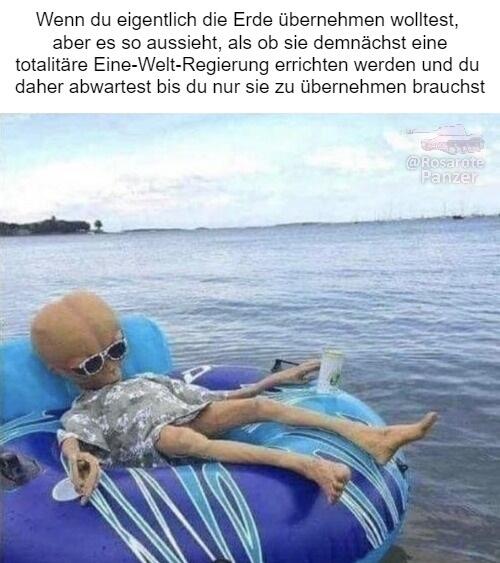 Wenn du eigentlich die Erde übernehmen wolltest,
aber es so aussieht, als ob sie demnächst eine
totalitäre Eine-Welt-Regierung errichten werden und du
daher abwartest bis du nur sie zu übernehmen brauchst
@Rosarote
Panzer